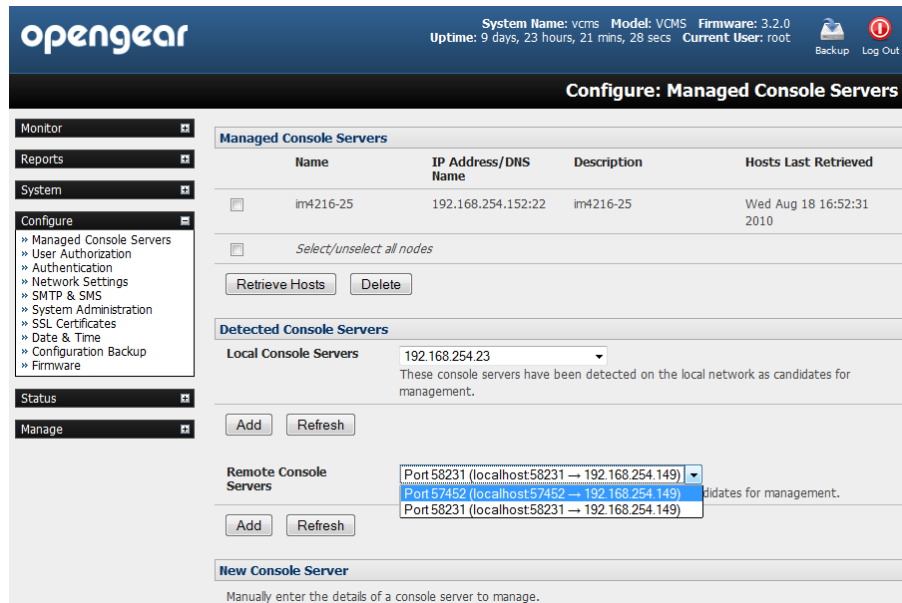 opengear
System Name: vcms Model: VCMS Firmware: 3.2.0
Uptime: 9 days, 23 hours, 21 mins, 28 secs Current User: root
Backup
Log Out
Configure: Managed Console Servers
Monitor
Reports
System
Configure
» Managed Console Servers
» User Authorization
» Authentication
» Network Settings
» SMTP & SMS
» System Administration
» SSL Certificates
» Date & Time
» Configuration Backup
» Firmware
Status
Manage
Managed Console Servers
Name IP Address/DNS Description Hosts Last Retrieved
Name
im4216-25 192.168.254.152:22 im4216-25 Wed Aug 18 16:52:31
2010
Select/unselect all nodes
Retrieve Hosts Delete
Detected Console Servers
Local Console Servers 192.168.254.23
These console servers have been detected on the local network as candidates for
management.
Add Refresh
Remote Console Port 58231 (localhost:58231 → 192.168.254.149)
Servers Port 57452 (localhost:57452 → 192.168.254.149) didates for management.
Port 58231 (localhost:58231 → 192.168.254.149)
Add Refresh
New Console Server
Manually enter the details of a console server to manage.